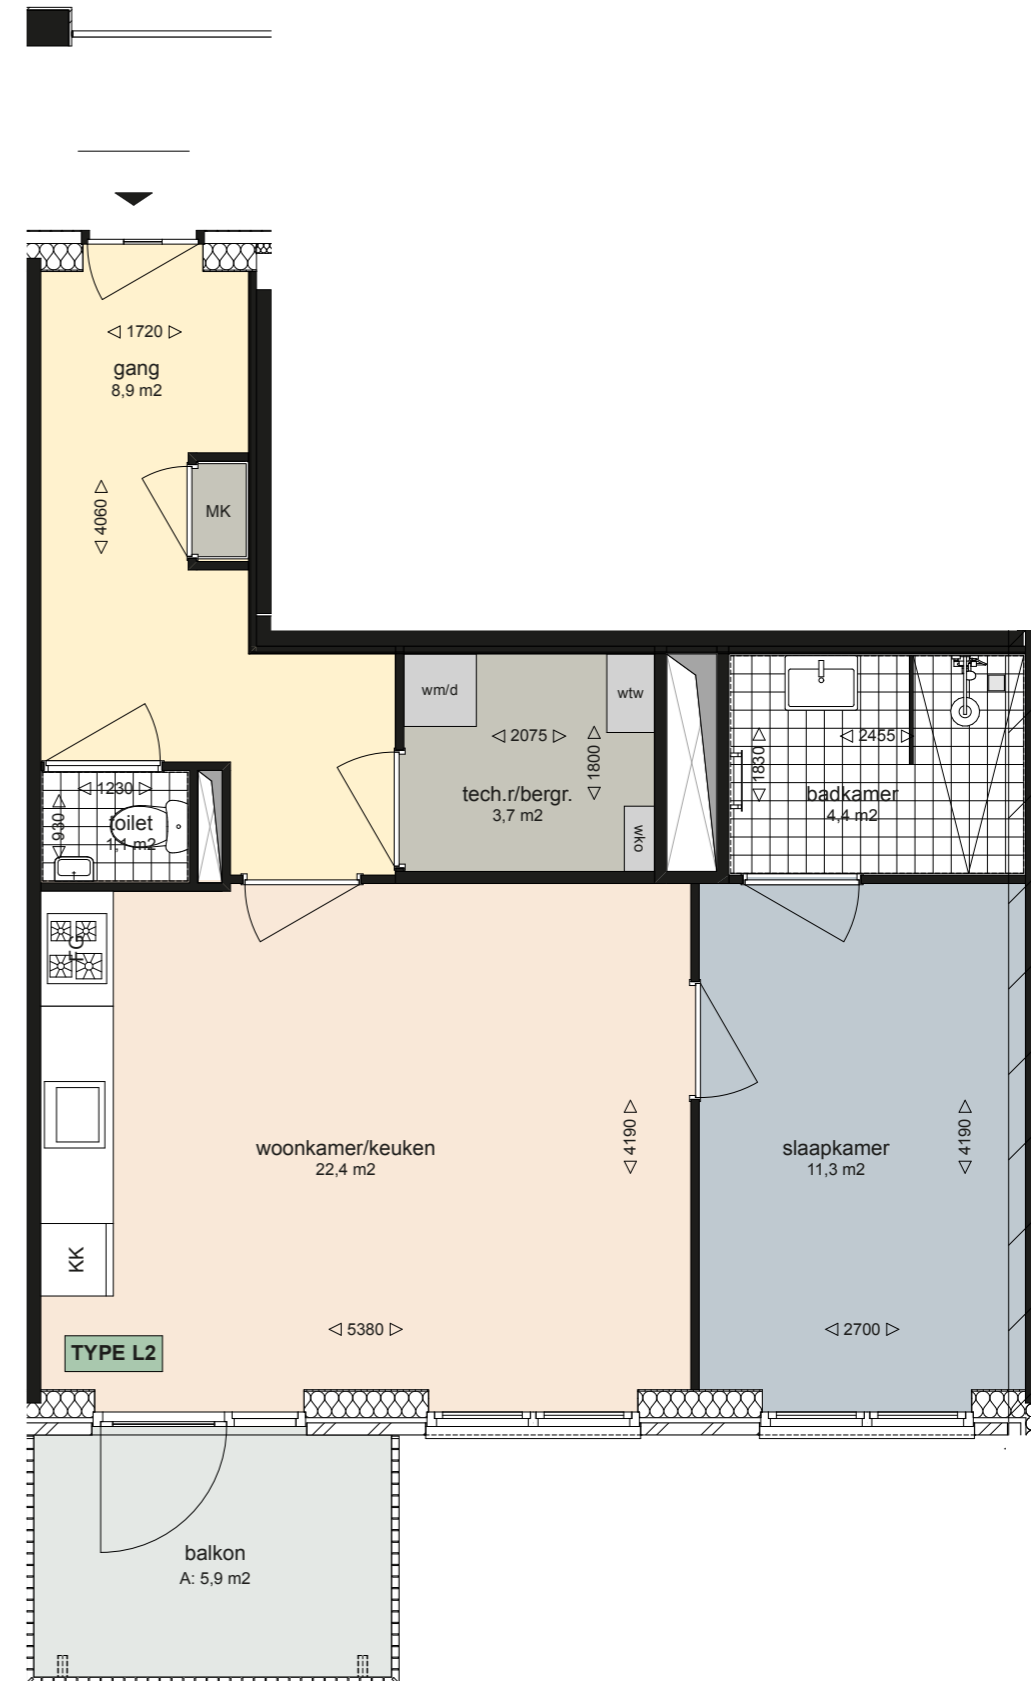 1720
gang
8,9 m2
4060
MK
wm/d
wtw
2075
1800
tech.r/bergr.
3,7 m2
wko
2455
1830
badkamer
4,4 m2
1230
930
toilet
1,1 m2
FG
woonkamer/keuken
22,4 m2
4190
slaapkamer
11,3 m2
4190
KK
5380
2700
TYPE L2
balkon
A: 5,9 m2